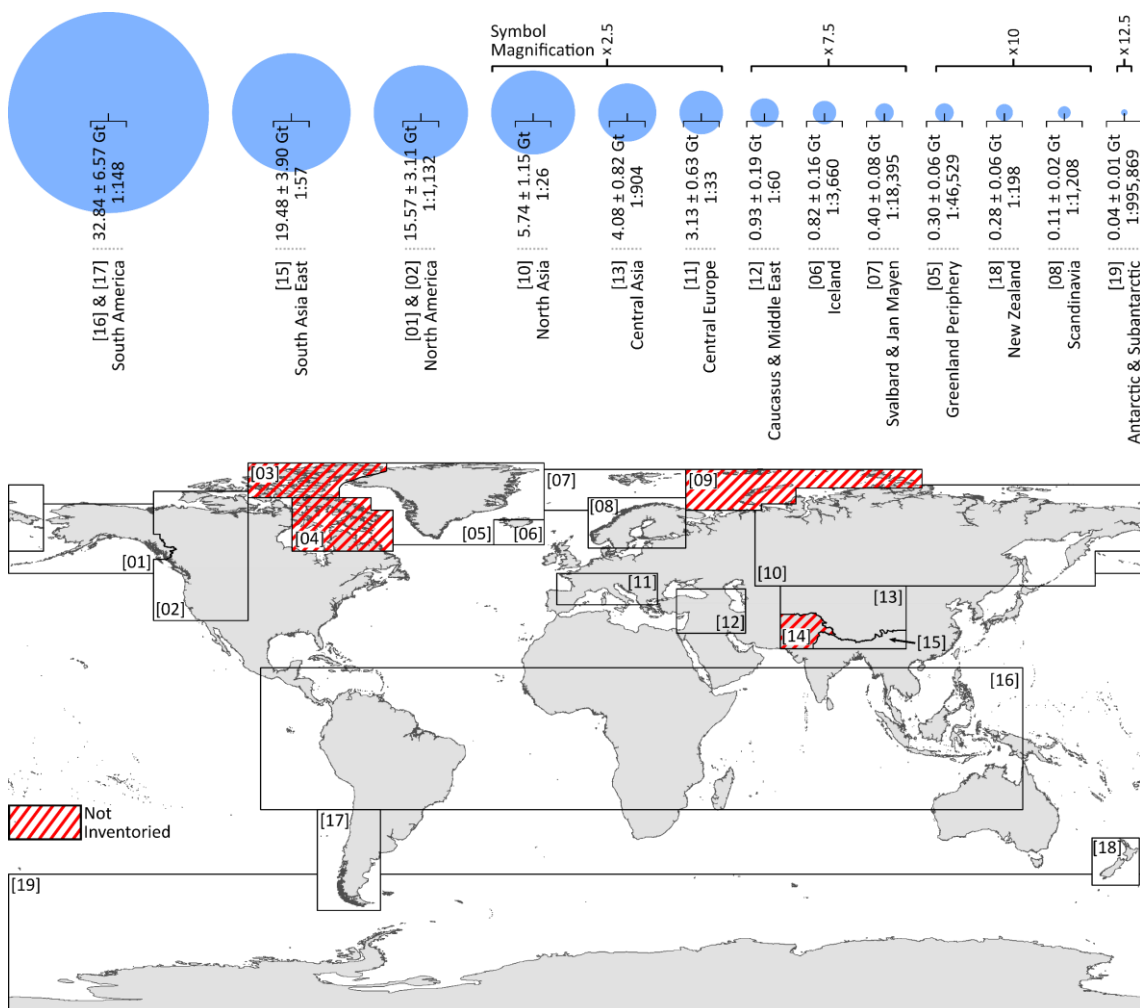 Symbol
Magnification
x 2.5
x 7.5
x 10
x 12.5
32.84 ± 6.57 Gt
1:148
[16] & [17]
South America
19.48 ± 3.90 Gt
1:57
[15]
South Asia East
15.57 ± 3.11 Gt
1:1,132
[01] & [02]
North America
5.74 ± 1.15 Gt
1:26
[10]
North Asia
4.08 ± 0.82 Gt
1:904
[13]
Central Asia
3.13 ± 0.63 Gt
1:33
[11]
Central Europe
0.93 ± 0.19 Gt
1:60
[12]
Caucasus & Middle East
0.82 ± 0.16 Gt
1:3,660
[06]
Iceland
0.40 ± 0.08 Gt
1:18,395
[07]
Svalbard & Jan Mayen
0.30 ± 0.06 Gt
1:46,529
[05]
Greenland Periphery
0.28 ± 0.06 Gt
1:198
[18]
New Zealand
0.11 ± 0.02 Gt
1:1,208
[08]
Scandinavia
0.04 ± 0.01 Gt
1:995,869
[19]
Antarctic & Subantarctic
[03]
[07]
[09]
[08]
[04]
[05]
[06]
[01]
[10]
[11]
[02]
[13]
[12]
[14]
[15]
[16]
Not
Inventoried
[17]
[18]
[19]